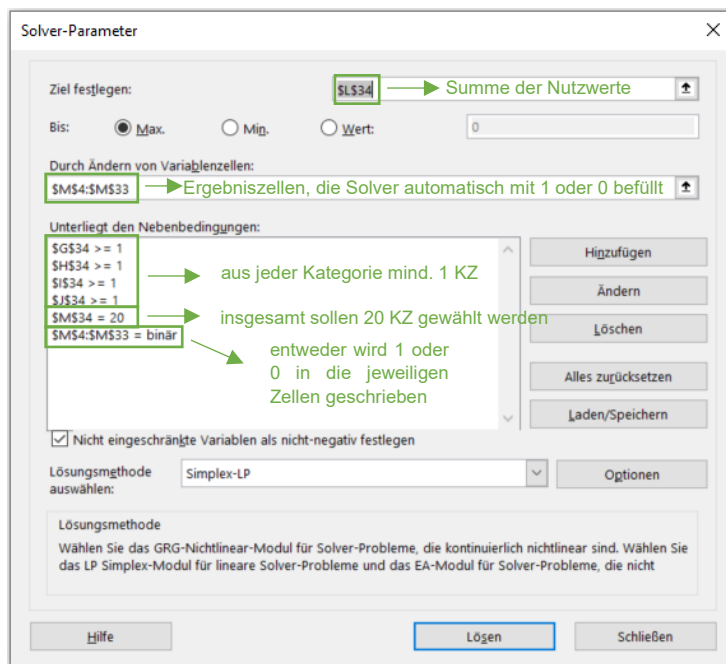 Solver-Parameter
Ziel festlegen:
$L$34
Summe der Nutzwerte
Bis:
Max.
Min.
Wert:
0
Durch Ändern von Variablenzellen:
$M$4:$M$33
Ergebniszellen, die Solver automatisch mit 1 oder 0 befüllt
Unterliegt den Nebenbedingungen:
$G$34 >= 1
$H$34 >= 1
$I$34 >= 1
$J$34 >= 1
$M$34 = 20
$M$4:$M$33 = binär
aus jeder Kategorie mind. 1 KZ
insgesamt sollen 20 KZ gewählt werden
entweder wird 1 oder
0 in die jeweiligen
Zellen geschrieben
Hinzufügen
Ändern
Löschen
Alles zurücksetzen
Laden/Speichern
Nicht eingeschränkte Variablen als nicht-negativ festlegen
Lösungsmethode
auswählen:
Simplex-LP
Optionen
Lösungsmethode
Wählen Sie das GRG-Nichtlinear-Modul für Solver-Probleme, die kontinuierlich nichtlinear sind. Wählen Sie
das LP Simplex-Modul für lineare Solver-Probleme und das EA-Modul für Solver-Probleme, die nicht
Hilfe
Lösen
Schließen